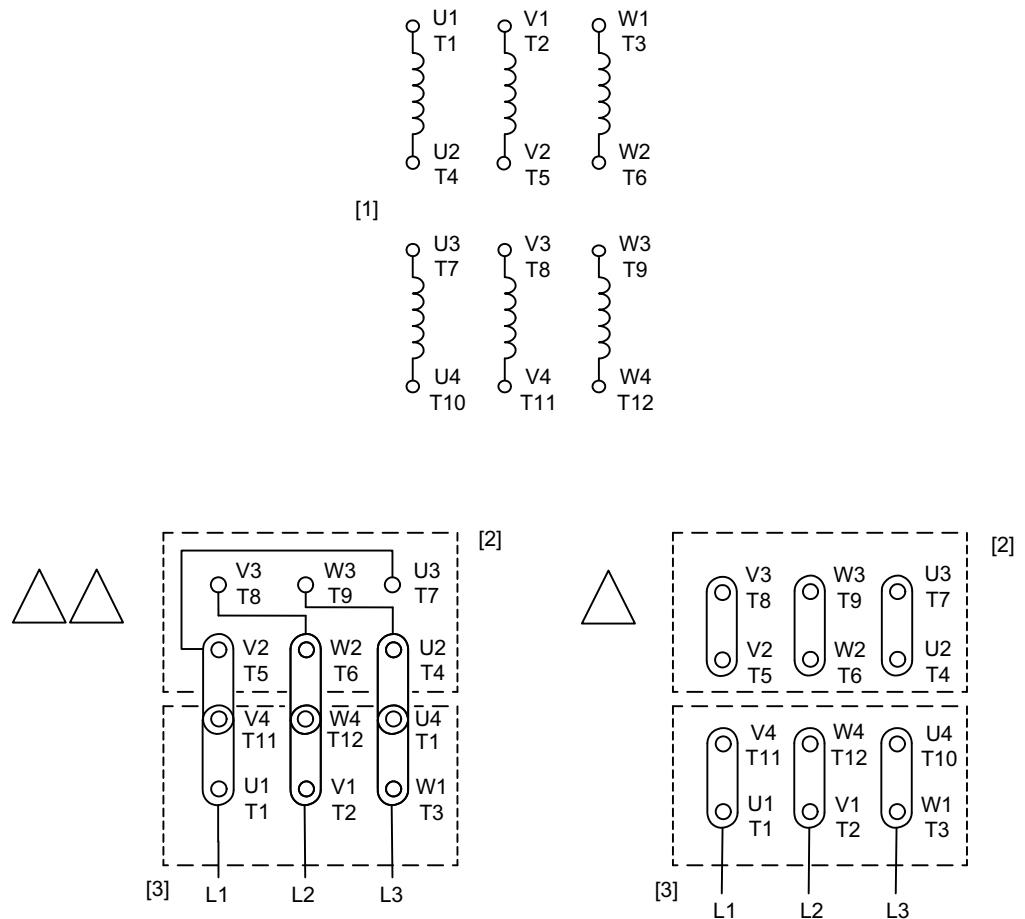 U1 V1 W1
T1 T2 T3
U2 V2 W2
T4 T5 T6
[1]
U3 V3 W3
T7 T8 T9
U4 V4 W4
T10 T11 T12
[2]
V3 W3 U3
T8 T9 T7
V2 W2 U2
T5 T6 T4
V4 W4 U4
T11 T12 T1
U1 V1 W1
T1 T2 T3
[3] L1 L2 L3
[2]
V3 W3 U3
T8 T9 T7
V2 W2 U2
T5 T6 T4
V4 W4 U4
T11 T12 T10
U1 V1 W1
T1 T2 T3
[3] L1 L2 L3